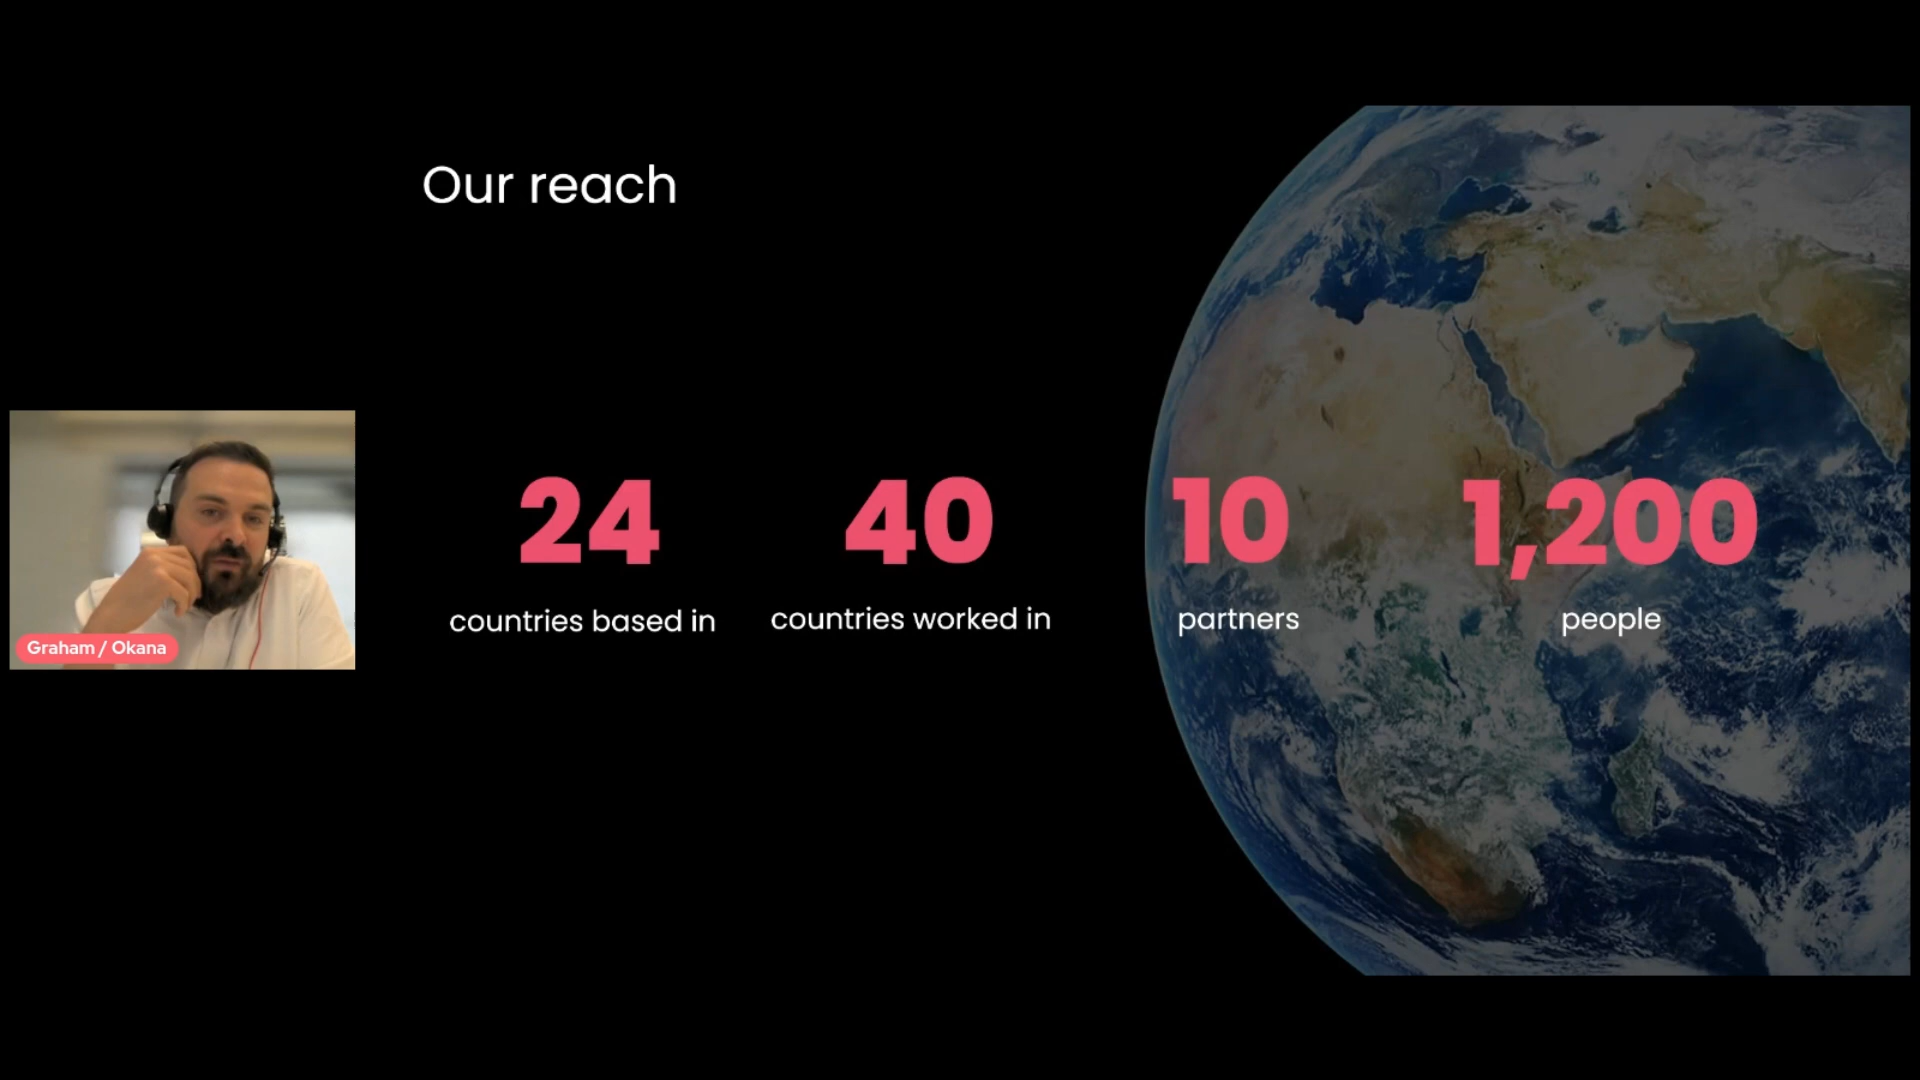 Our reach
24
countries based in
40
countries worked in
10
partners
1,200
people
Graham / Okana